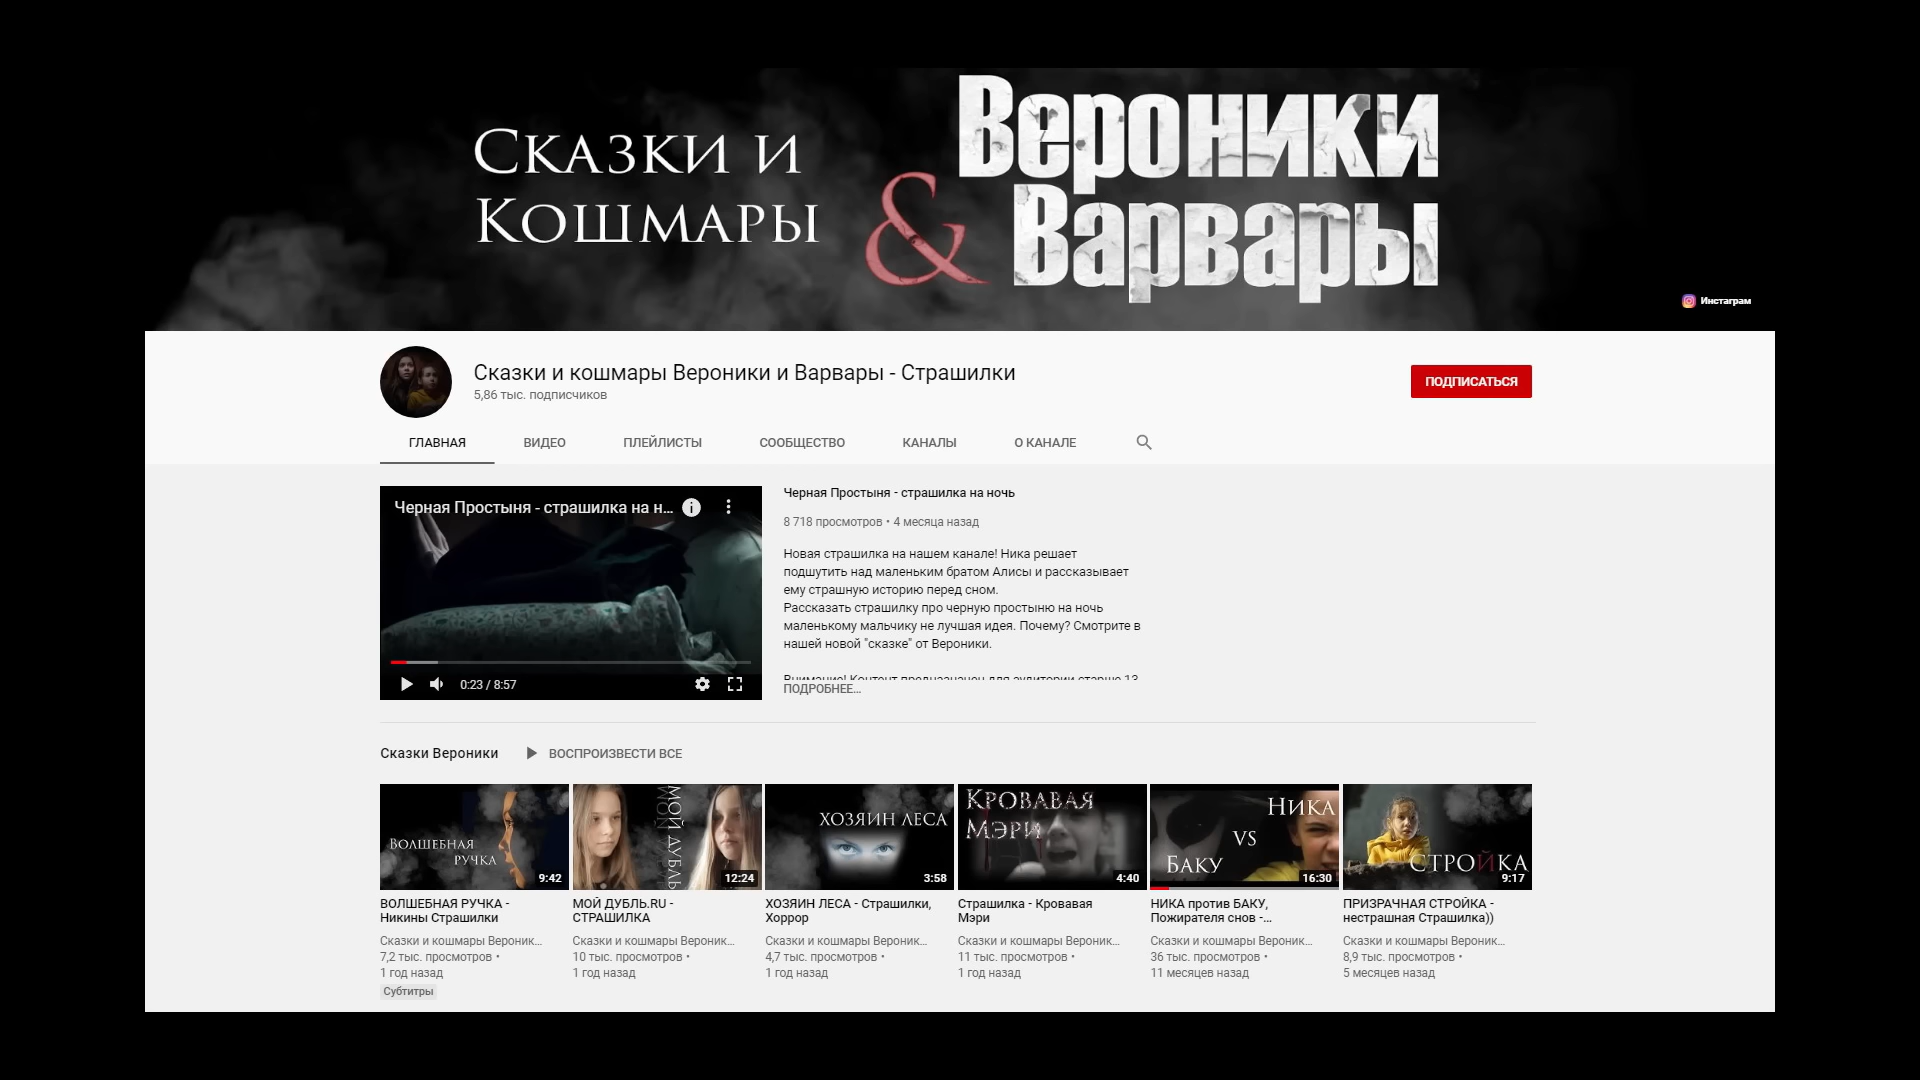 Сказки и
Кошмары
&
Вероники
Варвары
Инстаграм
Сказки и кошмары Вероники и Варвары - Страшилки
5,86 тыс. подписчиков
ПОДПИСАТЬСЯ
ГЛАВНАЯ ВИДЕО ПЛЕЙЛИСТЫ СООБЩЕСТВО КАНАЛЫ О КАНАЛЕ
Черная Простыня - страшилка на н...
0:23 / 8:57
Черная Простыня - страшилка на ночь
8 718 просмотров • 4 месяца назад
Новая страшилка на нашем канале! Ника решает
подшутить над маленьким братом Алисы и рассказывает
ему страшную историю перед сном.
Рассказать страшилку про черную простыню на ночь
маленькому мальчику не лучшая идея. Почему? Смотрите в
нашей новой "сказке" от Вероники.
Внимание! Контент предназначен для аудитории старше 13
ПОДРОБНЕЕ...
Сказки Вероники ВОСПРОИЗВЕСТИ ВСЕ
Волшебная
ручка
9:42
ВОЛШЕБНАЯ РУЧКА -
Никины Страшилки
Сказки и кошмары Вероник...
7,2 тыс. просмотров •
1 год назад
Субтитры
МОЙ ДУБЛЬ
12:24
МОЙ ДУБЛЬ.RU -
СТРАШИЛКА
Сказки и кошмары Вероник...
10 тыс. просмотров •
1 год назад
ХОЗЯИН ЛЕСА
3:58
ХОЗЯИН ЛЕСА - Страшилки,
Хоррор
Сказки и кошмары Вероник...
4,7 тыс. просмотров •
1 год назад
Кровавая
Мэри
4:40
Страшилка - Кровавая
Мэри
Сказки и кошмары Вероник...
11 тыс. просмотров •
1 год назад
Ника
VS
Баку
16:30
НИКА против БАКУ,
Пожирателя снов -...
Сказки и кошмары Вероник...
36 тыс. просмотров •
11 месяцев назад
СТРОЙКА
9:17
ПРИЗРАЧНАЯ СТРОЙКА -
нестрашная Страшилка))
Сказки и кошмары Вероник...
8,9 тыс. просмотров •
5 месяцев назад